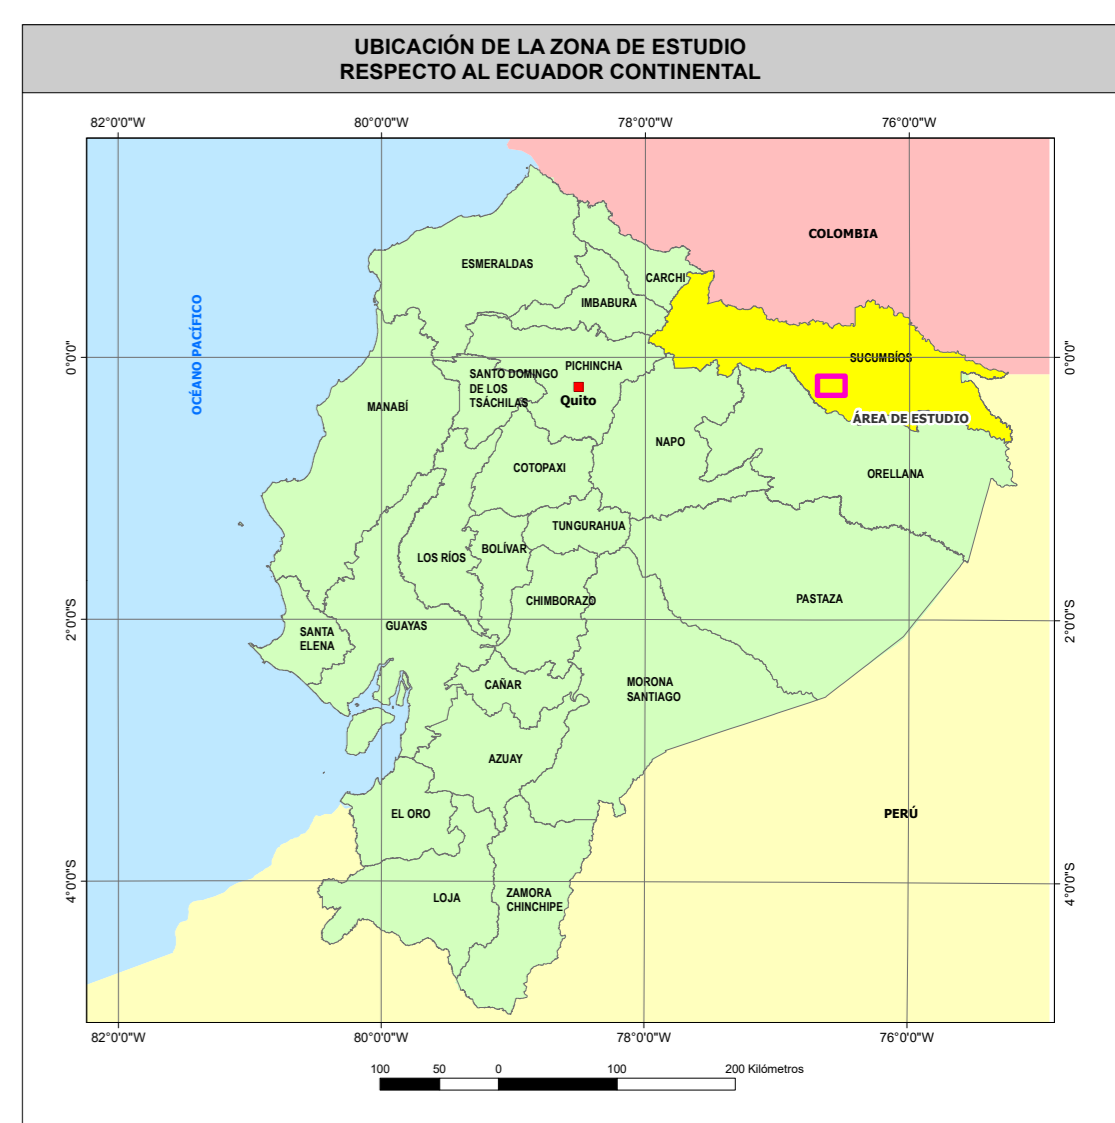 UBICACIÓN DE LA ZONA DE ESTUDIO
RESPECTO AL ECUADOR CONTINENTAL
82°0'0"W
80°0'0"W
78°0'0"W
76°0'0"W
COLOMBIA
ESMERALDAS
CARCHI
IMBABURA
OCÉANO PACÍFICO
0°0'0"
0°0'0"
SUCUMBÍOS
PICHINCHA
SANTO DOMINGO
DE LOS
TSÁCHILAS
Quito
MANABÍ
ÁREA DE ESTUDIO
NAPO
COTOPAXI
ORELLANA
TUNGURAHUA
BOLÍVAR
LOS RÍOS
CHIMBORAZO
PASTAZA
2°0'0"S
2°0'0"S
GUAYAS
SANTA
ELENA
CAÑAR
MORONA
SANTIAGO
AZUAY
EL ORO
PERÚ
4°0'0"S
4°0'0"S
LOJA
ZAMORA
CHINCHIPE
82°0'0"W
80°0'0"W
78°0'0"W
76°0'0"W
100
50
0
100
200 Kilómetros